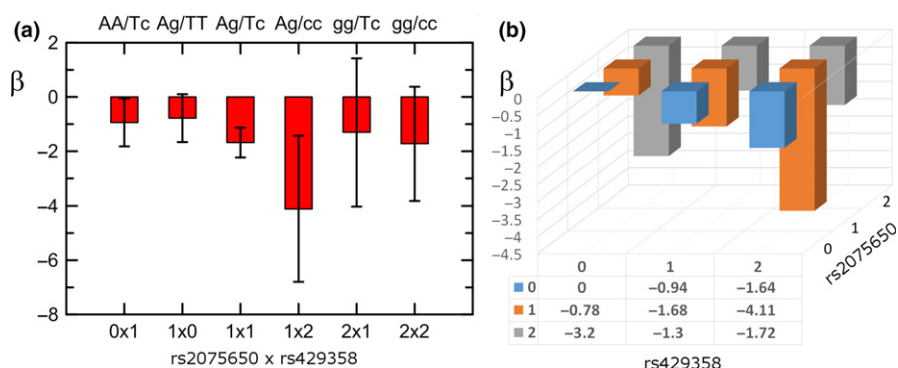 (a)
AA/Tc Ag/TT Ag/Tc Ag/cc gg/Tc gg/cc
β
2
0
−2
−4
−6
−8
0x1 1x0 1x1 1x2 2x1 2x2
rs2075650 x rs429358
(b)
β
0
−0.5
−1
−1.5
−2
−2.5
−3
−3.5
−4
−4.5
0 1 2
rs2075650
0 1 2
0 0 −0.94 −1.64
1 −0.78 −1.68 −4.11
2 −3.2 −1.3 −1.72
rs429358